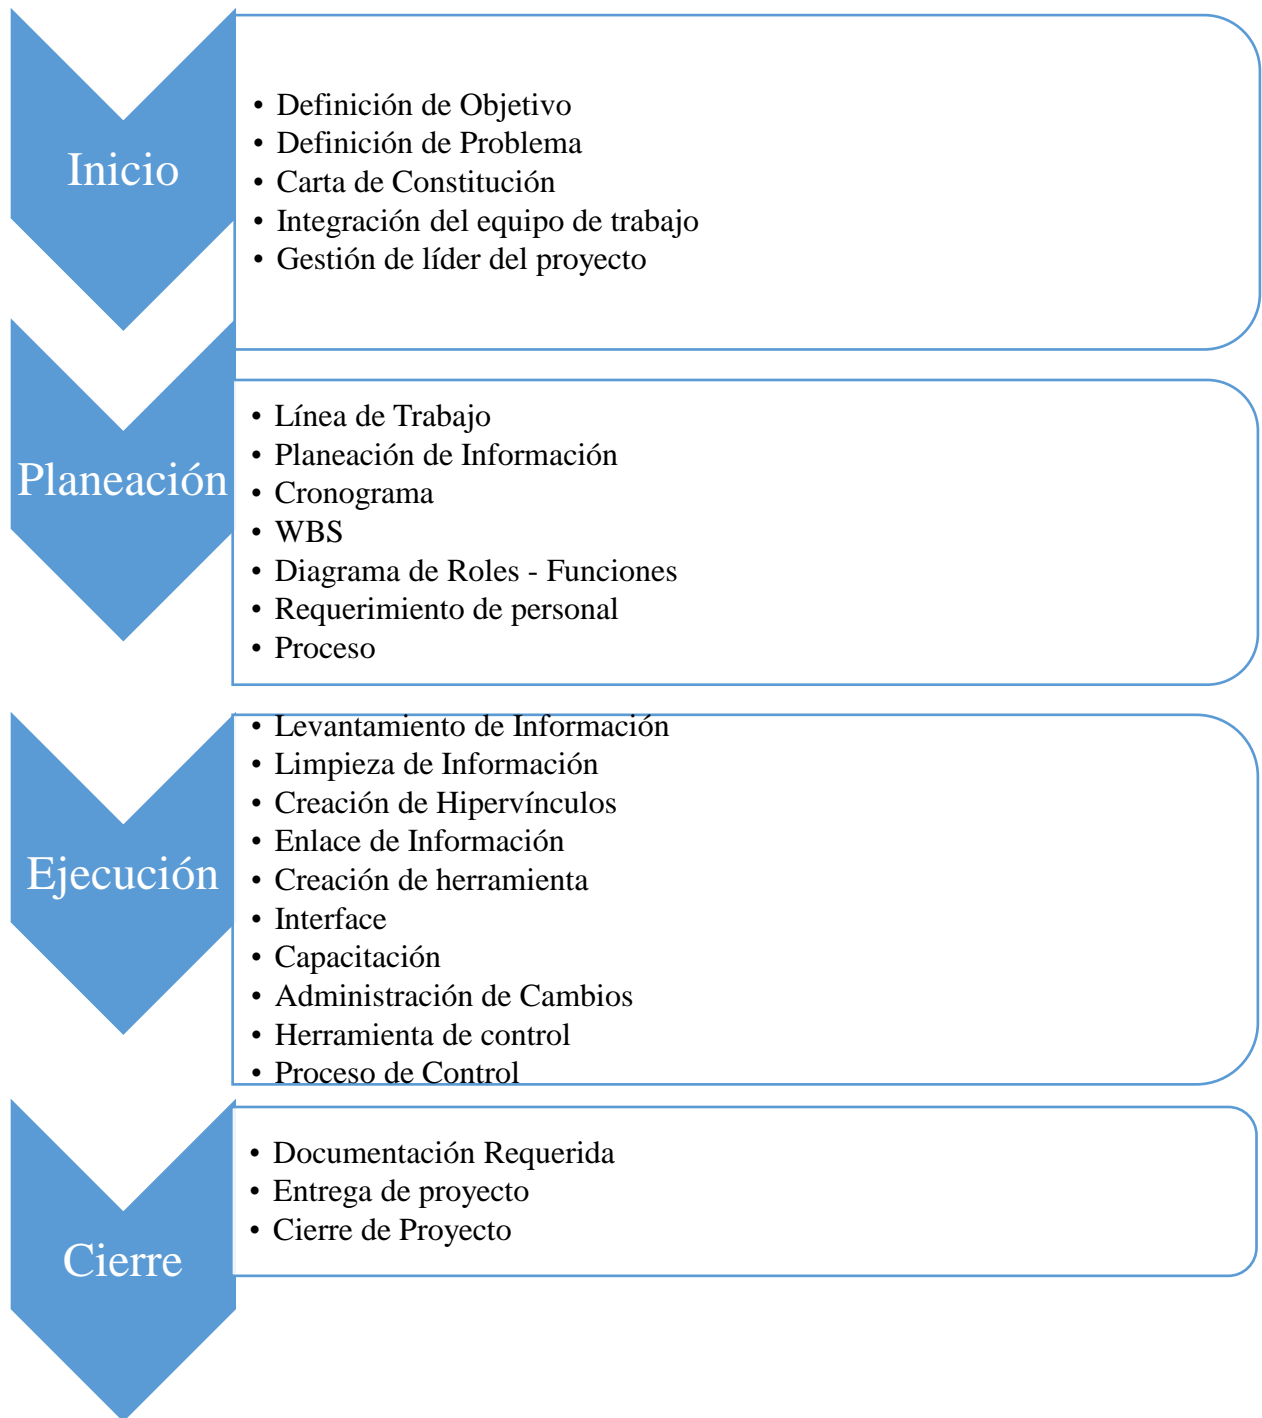 Inicio
• Definición de Objetivo
• Definición de Problema
• Carta de Constitución
• Integración del equipo de trabajo
• Gestión de líder del proyecto
Planeación
• Línea de Trabajo
• Planeación de Información
• Cronograma
• WBS
• Diagrama de Roles - Funciones
• Requerimiento de personal
• Proceso
Ejecución
• Levantamiento de Información
• Limpieza de Información
• Creación de Hipervínculos
• Enlace de Información
• Creación de herramienta
• Interface
• Capacitación
• Administración de Cambios
• Herramienta de control
• Proceso de Control
Cierre
• Documentación Requerida
• Entrega de proyecto
• Cierre de Proyecto